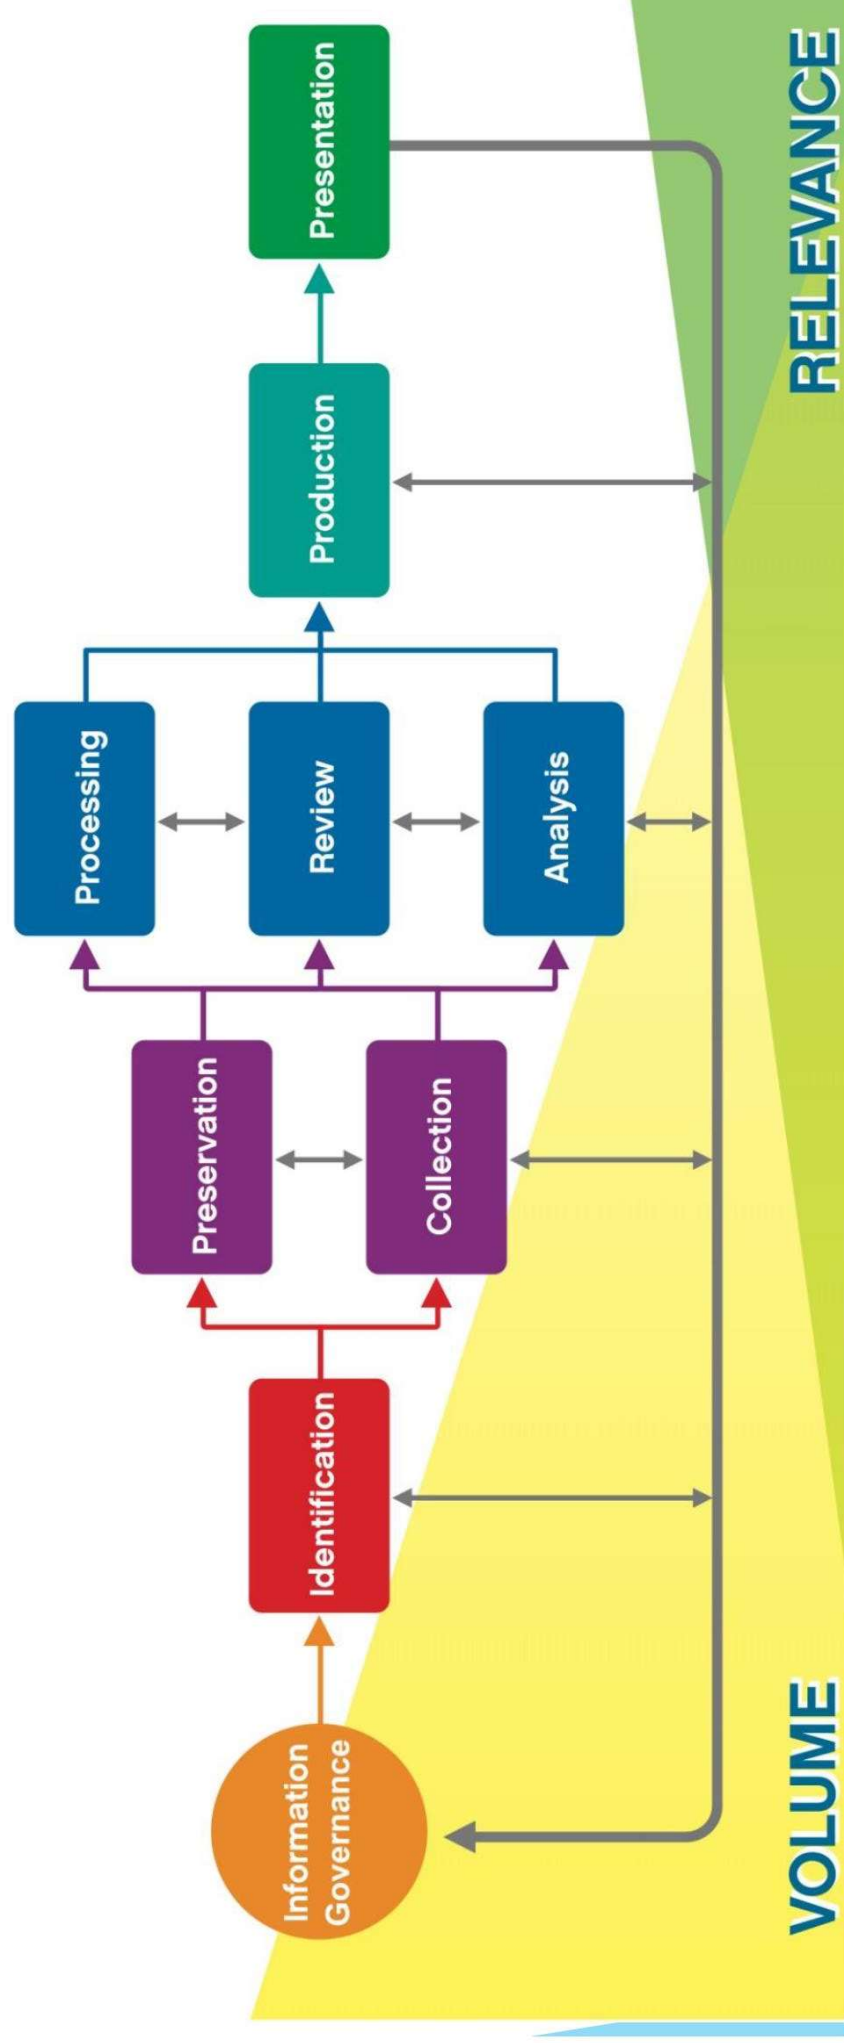 Information
Governance
Identification
Preservation
Collection
Processing
Review
Analysis
Production
Presentation
VOLUME
RELEVANCE